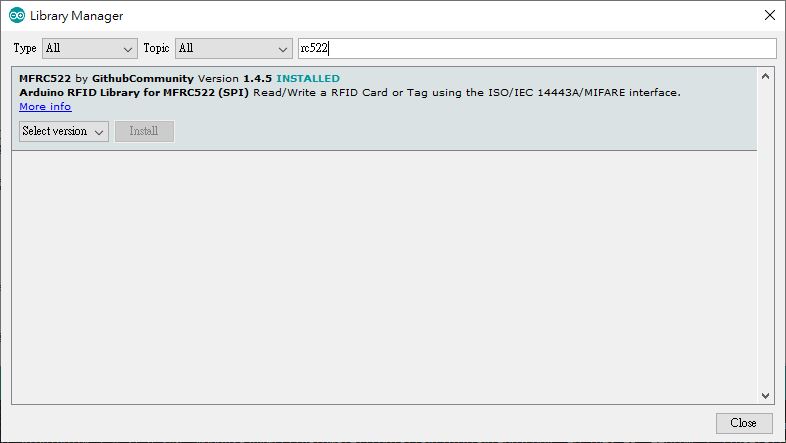 Library Manager
Type All Topic All rc522
MFRC522 by GithubCommunity Version 1.4.5 INSTALLED
Arduino RFID Library for MFRC522 (SPI) Read/Write a RFID Card or Tag using the ISO/IEC 14443A/MIFARE interface.
More info
Select version Install
Close